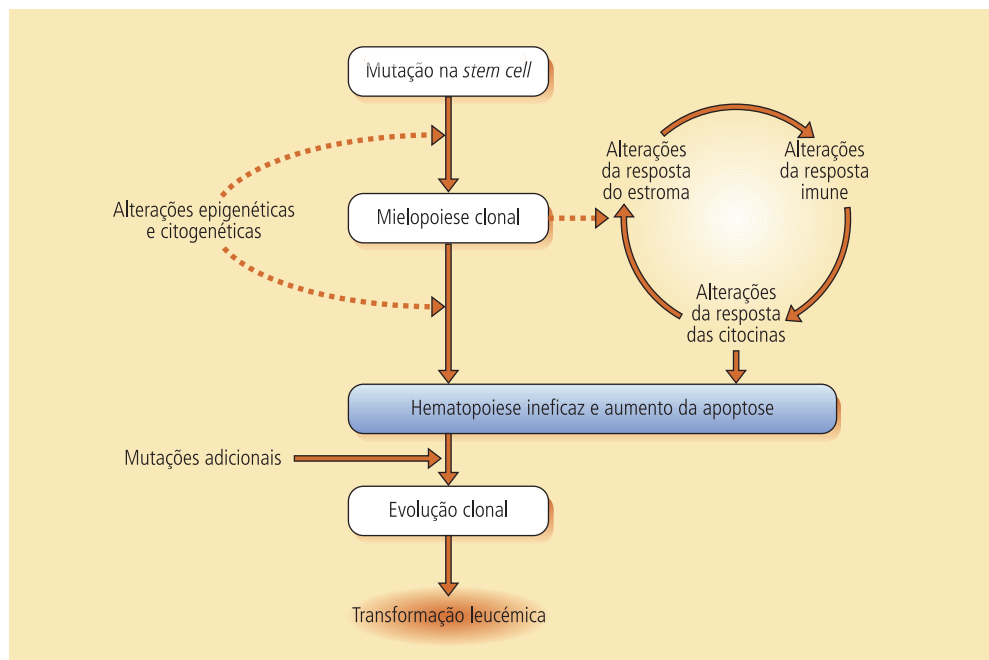 Mutação na stem cell
Alterações epigenéticas
e citogenéticas
Mielopoiese clonal
Alterações
da resposta
do estroma
Alterações
da resposta
imune
Alterações
da resposta
das citocinas
Hematopoiese ineficaz e aumento da apoptose
Mutações adicionais
Evolução clonal
Transformação leucémica